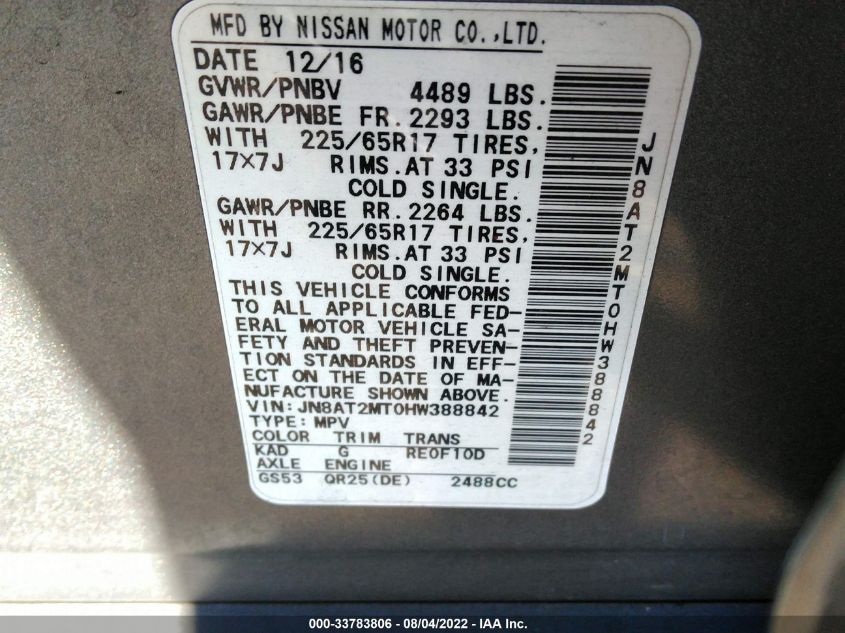 MFD BY NISSAN MOTOR CO.,LTD.
DATE 12/16
GVWR/PNBV 4489 LBS.
GAWR/PNBE FR.2293 LBS.
WITH 225/65R17 TIRES,
17×7J RIMS.AT 33 PSI
COLD SINGLE.
GAWR/PNBE RR.2264 LBS.
WITH 225/65R17 TIRES,
17×7J RIMS.AT 33 PSI
COLD SINGLE.
THIS VEHICLE CONFORMS
TO ALL APPLICABLE FED-
ERAL MOTOR VEHICLE SA-
FETY AND THEFT PREVEN-
TION STANDARDS IN EFF-
ECT ON THE DATE OF MA-
NUFACTURE SHOWN ABOVE.
VIN:JN8AT2MT0HW388842
TYPE:MPV
COLOR TRIM TRANS
KAD G RE0F10D
AXLE ENGINE
GS53 QR25(DE) 2488CC
JN8AT2MT0HW388842
000-33783806 - 08/04/2022 - IAA Inc.